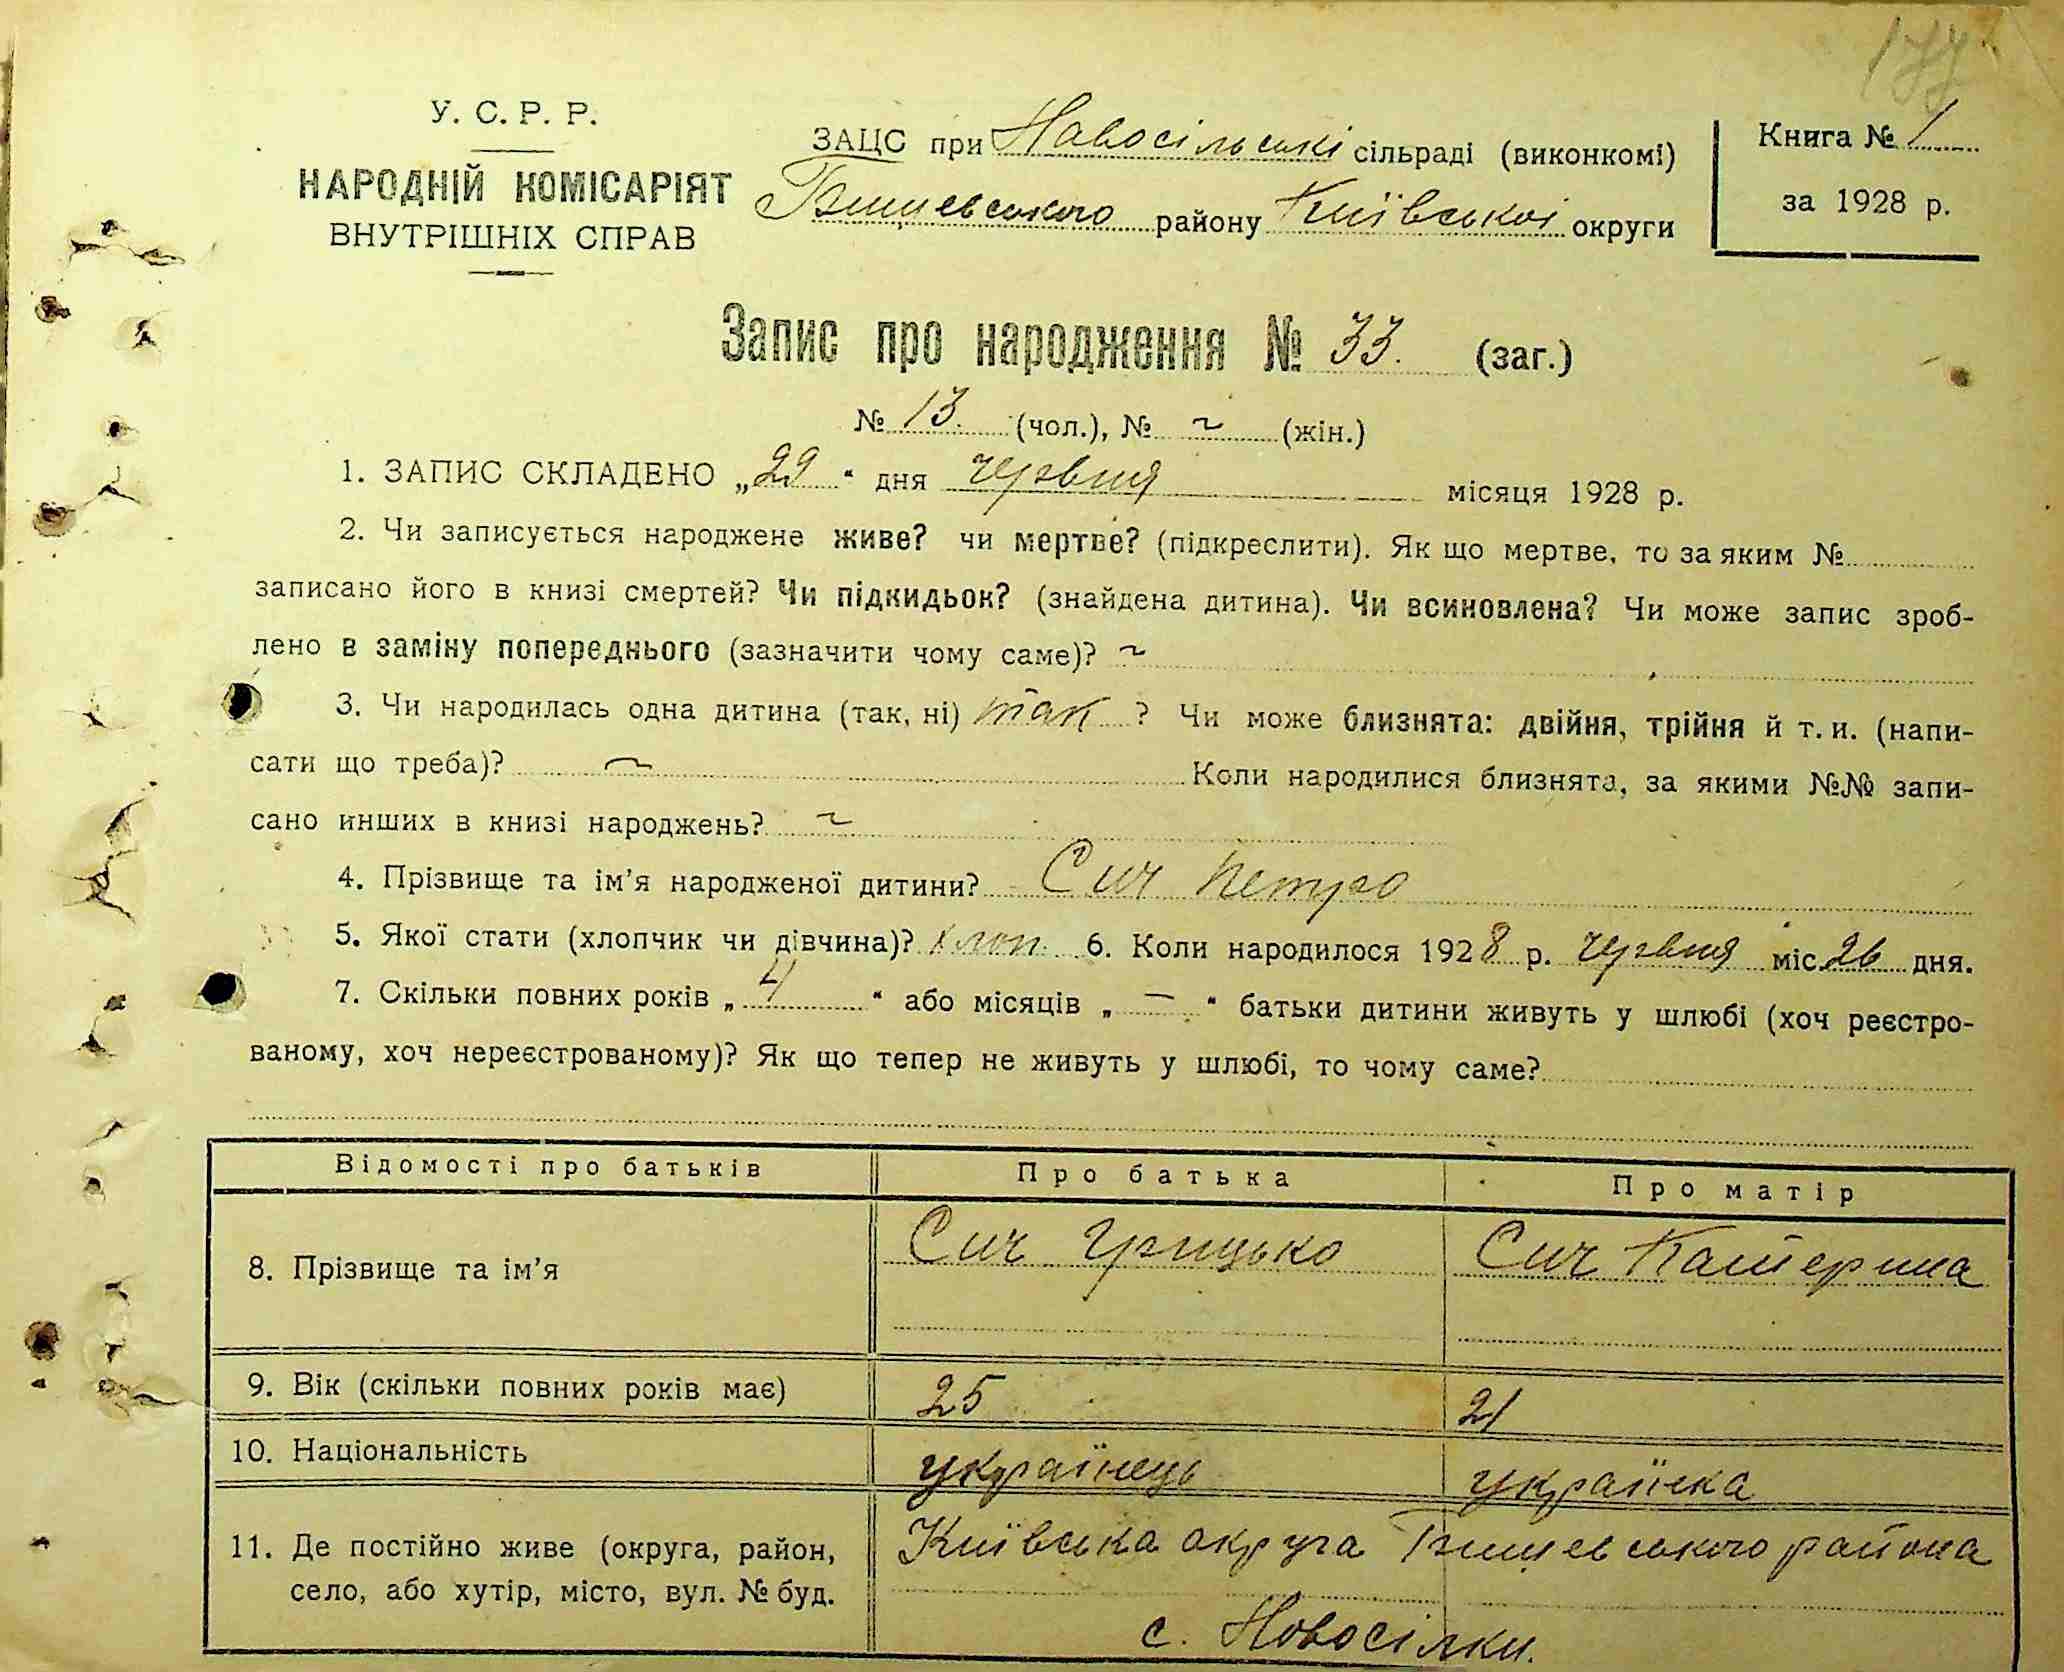 177
У. С. Р. Р.
НАРОДНІЙ КОМІСАРІЯТ
ВНУТРІШНІХ СПРАВ
ЗАЦС при Новосільські сільраді (виконкомі)
Бишевського району Київської округи
Книга № 1
за 1928 р.
Запис про народження № 33. (заг.)
№ 13. (чол.), № ~ (жін.)
1. ЗАПИС СКЛАДЕНО „29“ дня червня місяця 1928 р.
2. Чи записується народжене живе? чи мертве? (підкреслити). Як що мертве, то за яким №
записано його в книзі смертей? Чи підкидьок? (знайдена дитина). Чи всиновлена? Чи може запис зроб-
лено в заміну попереднього (зазначити чому саме)? ~
3. Чи народилась одна дитина (так, ні) так ? Чи може близнята: двійня, трійня й т. и. (напи-
сати що треба)? ~ Коли народилися близнята, за якими №№ запи-
сано инших в книзі народжень? ~
4. Прізвище та ім’я народженої дитини? Сич Петро
5. Якої стати (хлопчик чи дівчина)? хлоп. 6. Коли народилося 1928 р. червня міс. 26 дня.
7. Скільки повних років „ 4 “ або місяців „ — “ батьки дитини живуть у шлюбі (хоч реєстро-
ваному, хоч нереєстрованому)? Як що тепер не живуть у шлюбі, то чому саме?
Відомості про батьків Про батька Про матір
8. Прізвище та ім’я Сич Грицько Сич Катерина
9. Вік (скільки повних років має) 25 21
10. Національність українець українка
11. Де постійно живе (округа, район, Київська округа Бишевського района
село, або хутір, місто, вул. № буд.
с. Новосілки.